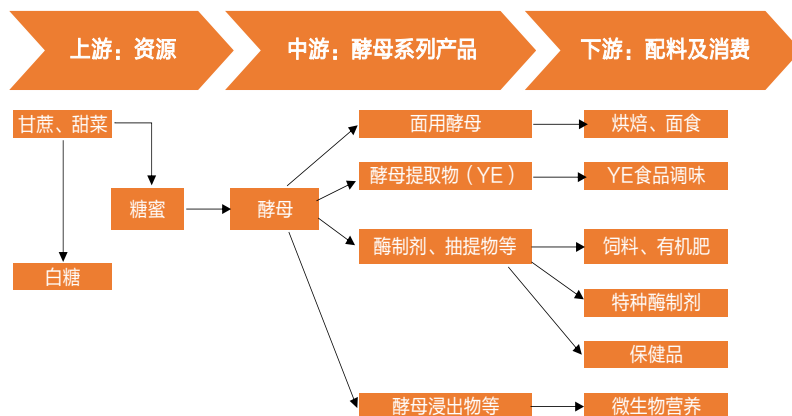 上游：资源
中游：酵母系列产品
下游：配料及消费
甘蔗、甜菜
面用酵母
烘焙、面食
酵母提取物（YE）
YE食品调味
糖蜜
酵母
酶制剂、抽提物等
饲料、有机肥
白糖
特种酶制剂
保健品
酵母浸出物等
微生物营养